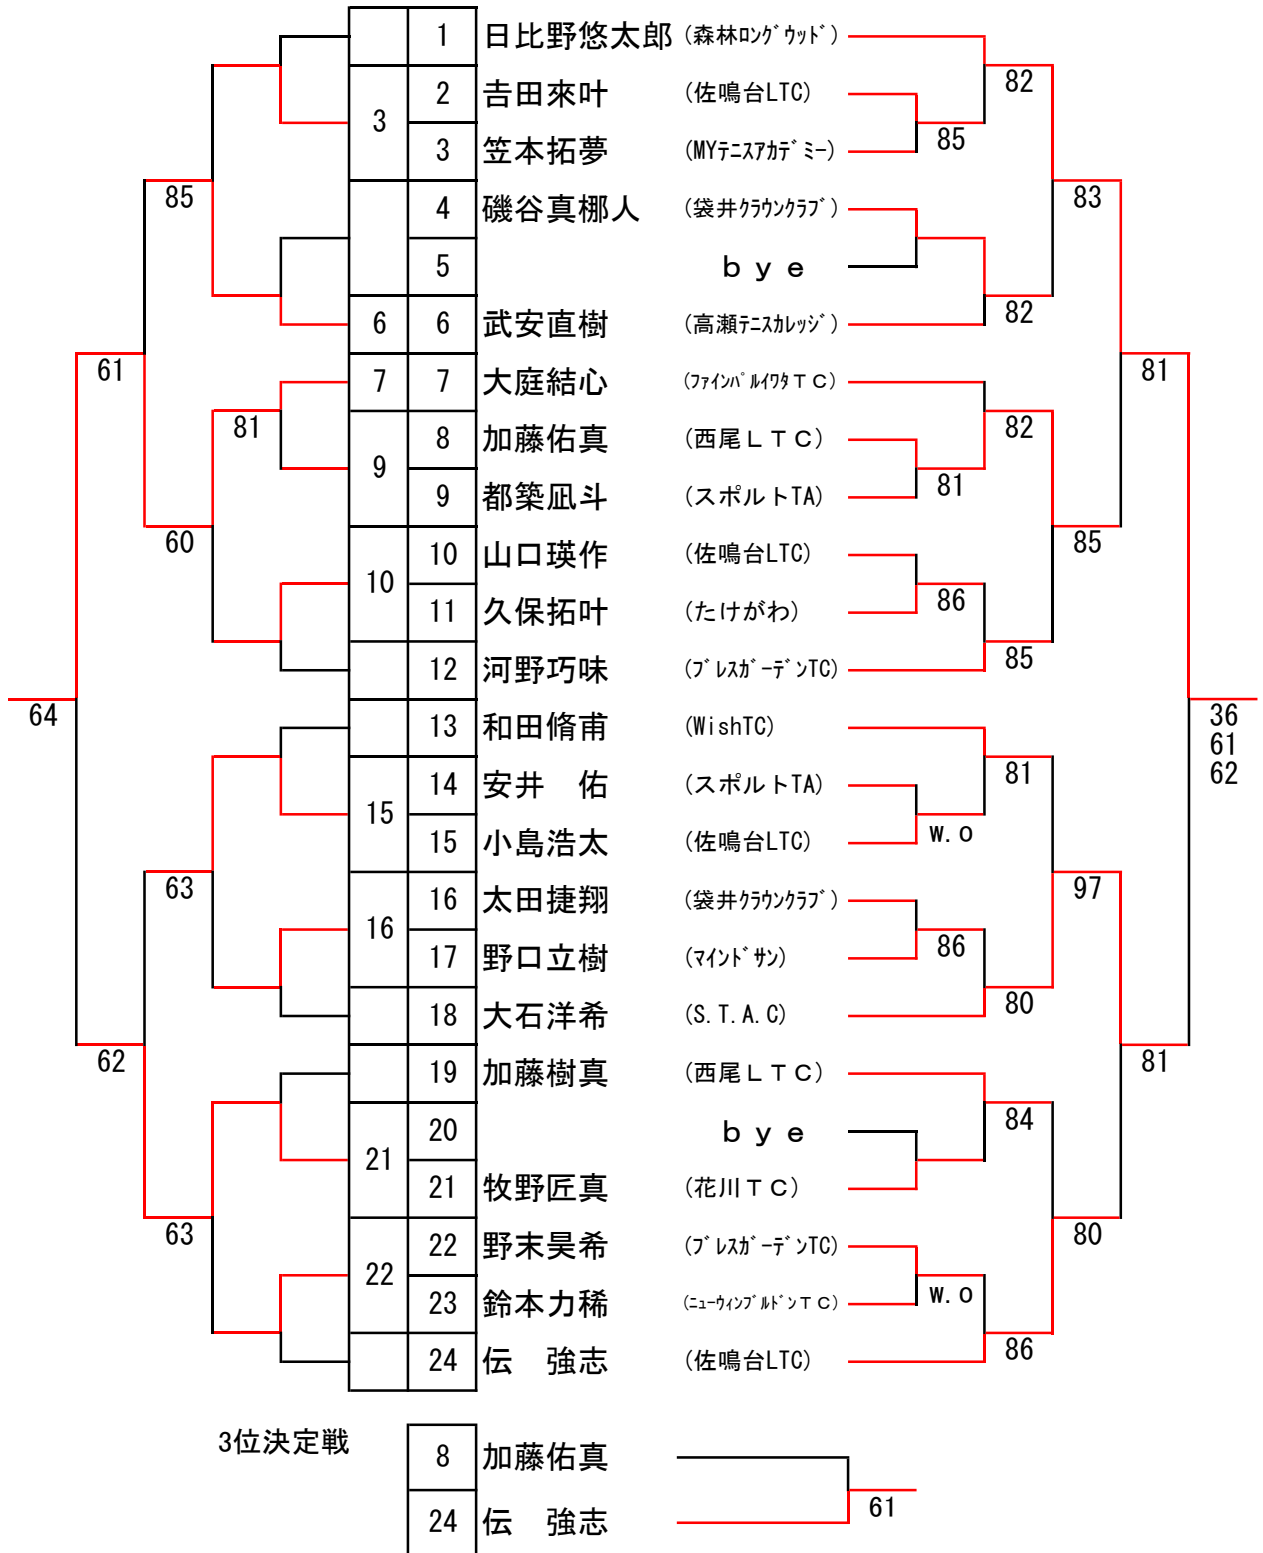 1 日比野悠太郎 (森林ロングウッド)
82
3 2 吉田來叶 (佐鳴台LTC)
85
3 笠本拓夢 (MYテニスアカデミー)
85 83
4 磯谷真梛人 (袋井クラウンクラブ)
5 bye
82
6 6 武安直樹 (高瀬テニスカレッジ)
61 81
7 7 大庭結心 (ファインパルイワタTC)
81 82
8 加藤佑真 (西尾LTC)
9 81
9 都築凪斗 (スポルトTA)
60 85
10 山口瑛作 (佐鳴台LTC)
10 86
11 久保拓叶 (たけがわ)
85
12 河野巧味 (ブレスガーデンTC)
64 36
61
62
13 和田脩甫 (WishTC)
81
14 安井 佑 (スポルトTA)
15 w.o
15 小島浩太 (佐鳴台LTC)
63 97
16 太田捷翔 (袋井クラウンクラブ)
16 86
17 野口立樹 (マインドサン)
80
18 大石洋希 (S.T.A.C)
62 81
19 加藤樹真 (西尾LTC)
84
20 bye
21
21 牧野匠真 (花川TC)
63 80
22 野末昊希 (ブレスガーデンTC)
22 w.o
23 鈴本力稀 (ニューウィンブルドンTC)
86
24 伝 強志 (佐鳴台LTC)
3位決定戦
8 加藤佑真
61
24 伝 強志